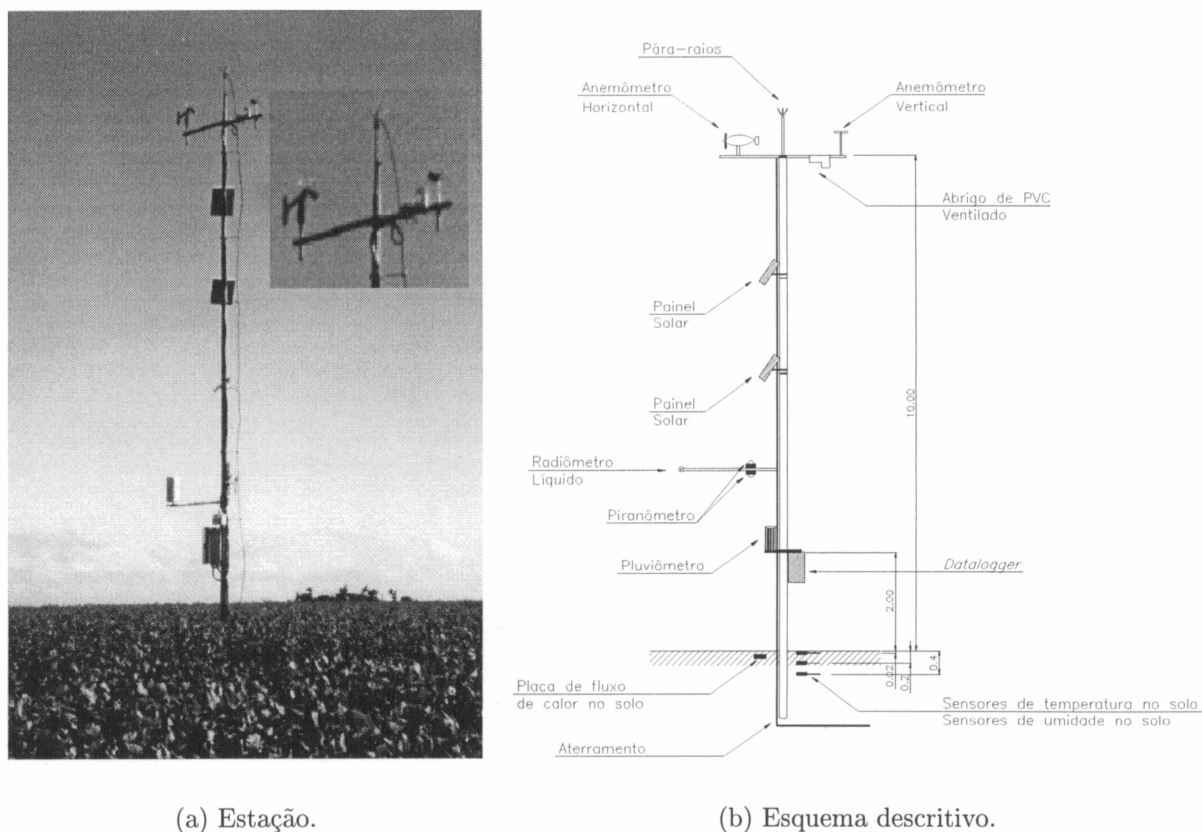 Pára-raios
Anemômetro
Horizontal
Anemômetro
Vertical
Abrigo de PVC
Ventilado
Painel
Solar
10.00
Painel
Solar
Radiômetro
Líquido
Piranômetro
Pluviômetro
Datalogger
2.00
0.02
0.2
0.4
Placa de fluxo
de calor no solo
Sensores de temperatura no solo
Sensores de umidade no solo
Aterramento
(a) Estação.
(b) Esquema descritivo.